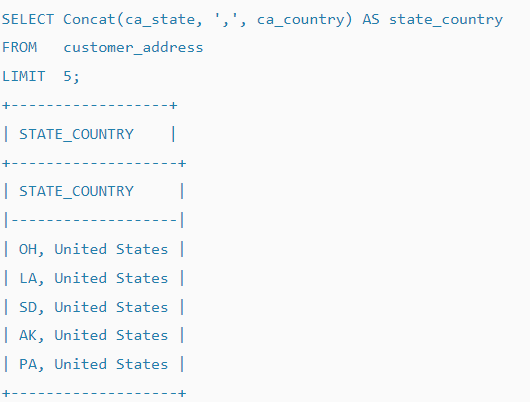 SELECT Concat(ca_state, ',', ca_country) AS state_country
FROM   customer_address
LIMIT  5;
+------------------+
| STATE_COUNTRY    |
+-------------------+
| STATE_COUNTRY     |
|-------------------|
| OH, United States |
| LA, United States |
| SD, United States |
| AK, United States |
| PA, United States |
+-------------------+